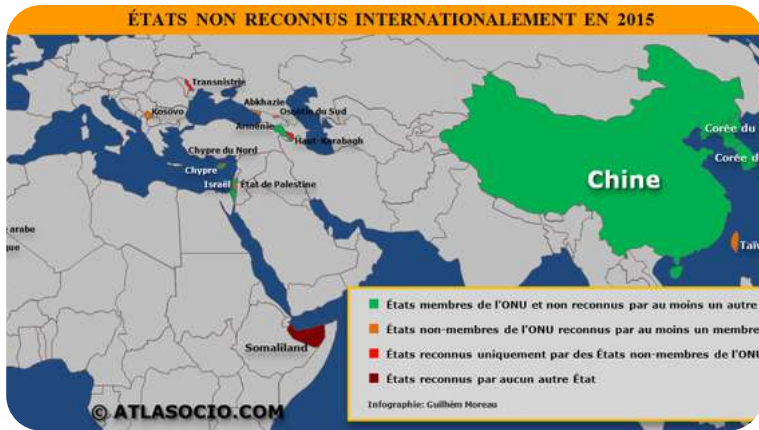 ÉTATS NON RECONNUS INTERNATIONALEMENT EN 2015
Transnistrie
Kosovo
Abkhazie
Ossétie du Sud
Arménie
Haut-Karabagh
Chypre du Nord
Chypre
Israël
État de Palestine
Corée du
Corée d
Chine
Taïw
e arabe
que
Somaliland
États membres de l'ONU et non reconnus par au moins un autre
États non-membres de l'ONU reconnus par au moins un membre
États reconnus uniquement par des États non-membres de l'ONU
États reconnus par aucun autre État
Infographie: Guilhèm Moreau
© ATLASOCIO.COM